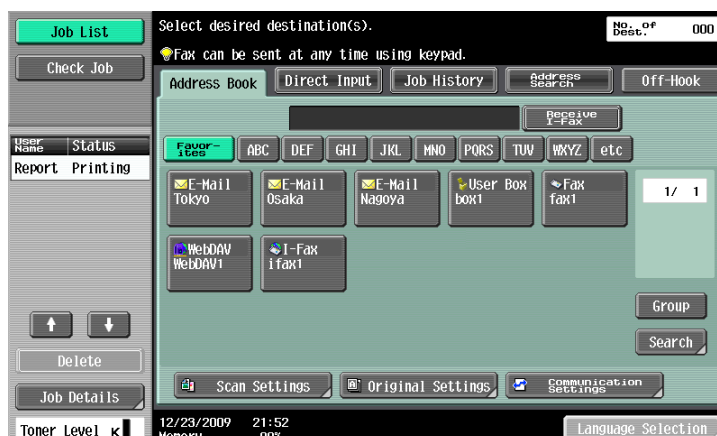 Job List
Check Job
User Name Status
Report Printing
Delete
Job Details
Toner Level K
Select desired destination(s).
No. of Dest. 000
Fax can be sent at any time using keypad.
Address Book Direct Input Job History Address Search Off-Hook
Receive I-Fax
Favor-ites ABC DEF GHI JKL MNO PQRS TUV WXYZ etc
E-Mail Tokyo
E-Mail Osaka
E-Mail Nagoya
User Box box1
Fax fax1
1/ 1
WebDAV WebDAV1
I-Fax ifax1
Group
Search
Scan Settings Original Settings Communication Settings
12/23/2009 21:52
Memory 99%
Language Selection